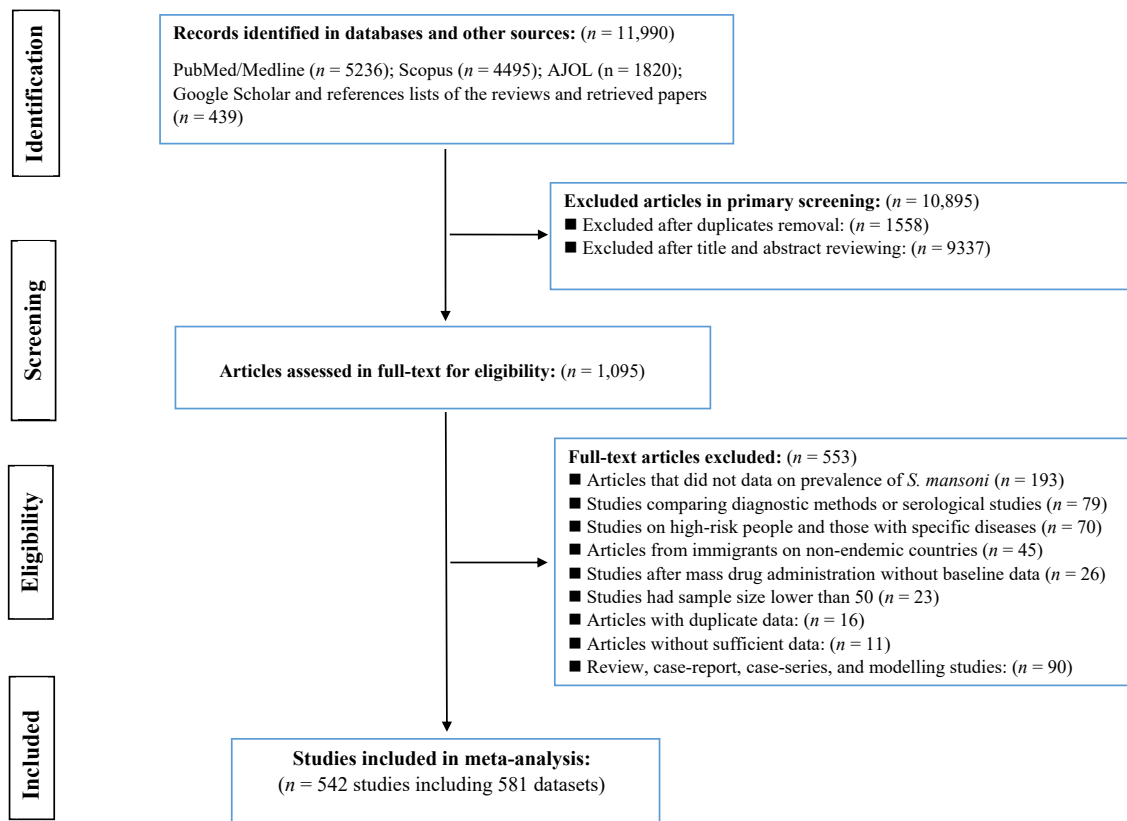 Identification
Records identified in databases and other sources: (n = 11,990)
PubMed/Medline (n = 5236); Scopus (n = 4495); AJOL (n = 1820);
Google Scholar and references lists of the reviews and retrieved papers
(n = 439)
Excluded articles in primary screening: (n = 10,895)
■ Excluded after duplicates removal: (n = 1558)
■ Excluded after title and abstract reviewing: (n = 9337)
Screening
Articles assessed in full-text for eligibility: (n = 1,095)
Eligibility
Full-text articles excluded: (n = 553)
■ Articles that did not data on prevalence of S. mansoni (n = 193)
■ Studies comparing diagnostic methods or serological studies (n = 79)
■ Studies on high-risk people and those with specific diseases (n = 70)
■ Articles from immigrants on non-endemic countries (n = 45)
■ Studies after mass drug administration without baseline data (n = 26)
■ Studies had sample size lower than 50 (n = 23)
■ Articles with duplicate data: (n = 16)
■ Articles without sufficient data: (n = 11)
■ Review, case-report, case-series, and modelling studies: (n = 90)
Included
Studies included in meta-analysis:
(n = 542 studies including 581 datasets)